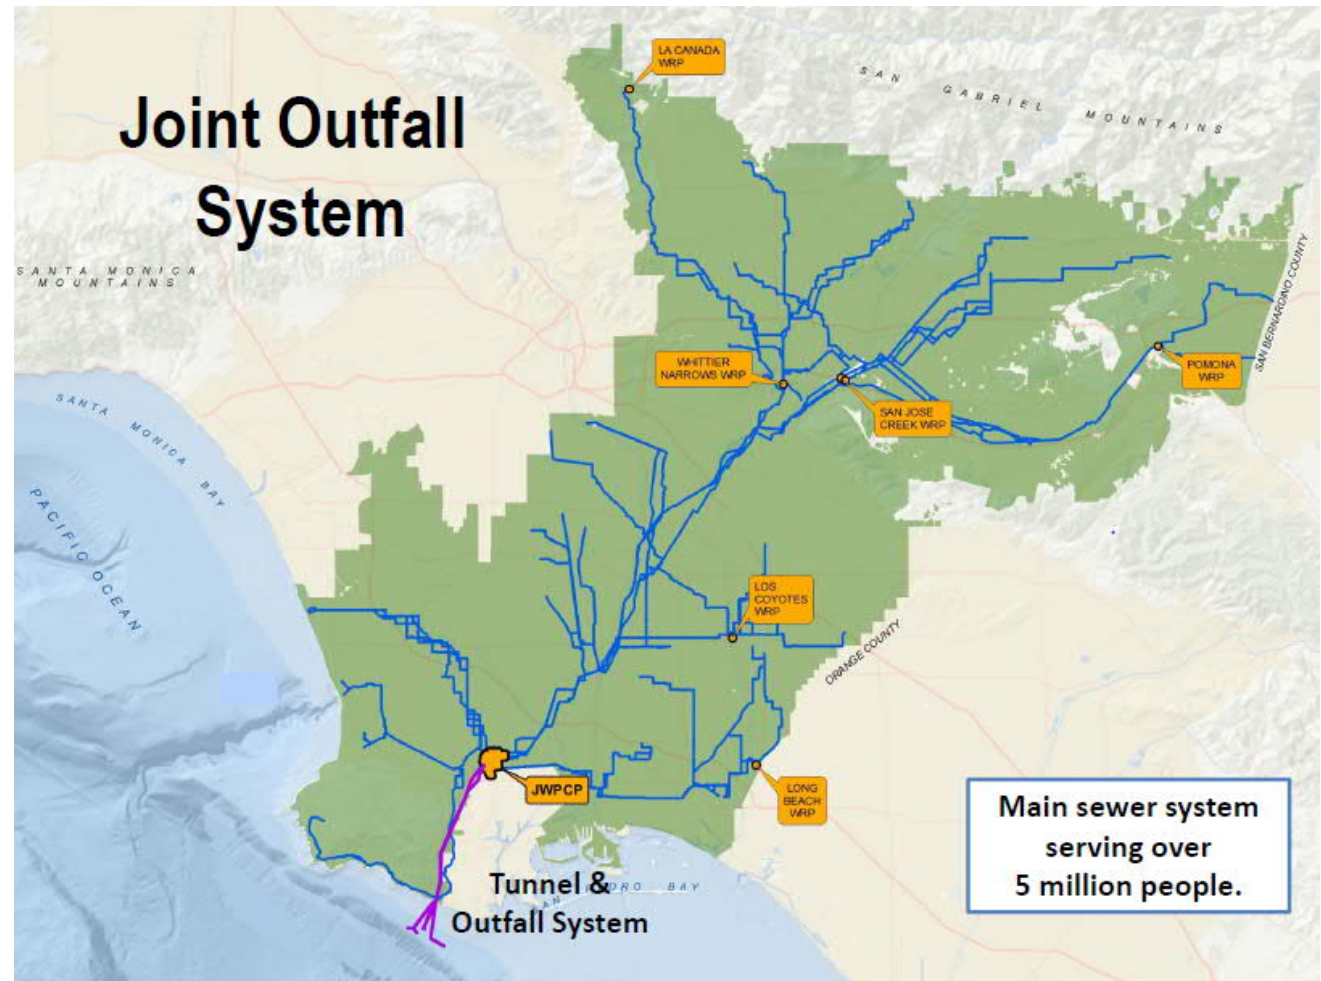 Joint Outfall
System
LA CANADA
WRP
SAN GABRIEL MOUNTAINS
SANTA MONICA
MOUNTAINS
SAN BERNARDINO COUNTY
WHITTIER
NARROWS WRP
POMONA
WRP
SAN JOSE
CREEK WRP
SANTA MONICA BAY
PACIFIC OCEAN
LOS
COYOTES
WRP
ORANGE COUNTY
JWPCP
LONG
BEACH
WRP
Main sewer system
serving over
5 million people.
Tunnel &
Outfall System
BAY